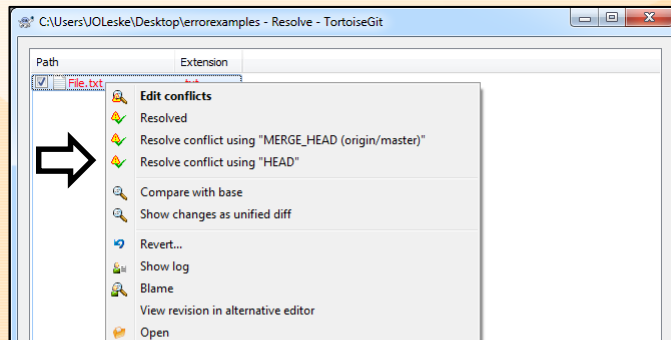 C:\Users\JOLeske\Desktop\errorexamples - Resolve - TortoiseGit
Path Extension
File.txt .txt
Edit conflicts
Resolved
Resolve conflict using "MERGE_HEAD (origin/master)"
Resolve conflict using "HEAD"
Compare with base
Show changes as unified diff
Revert...
Show log
Blame
View revision in alternative editor
Open